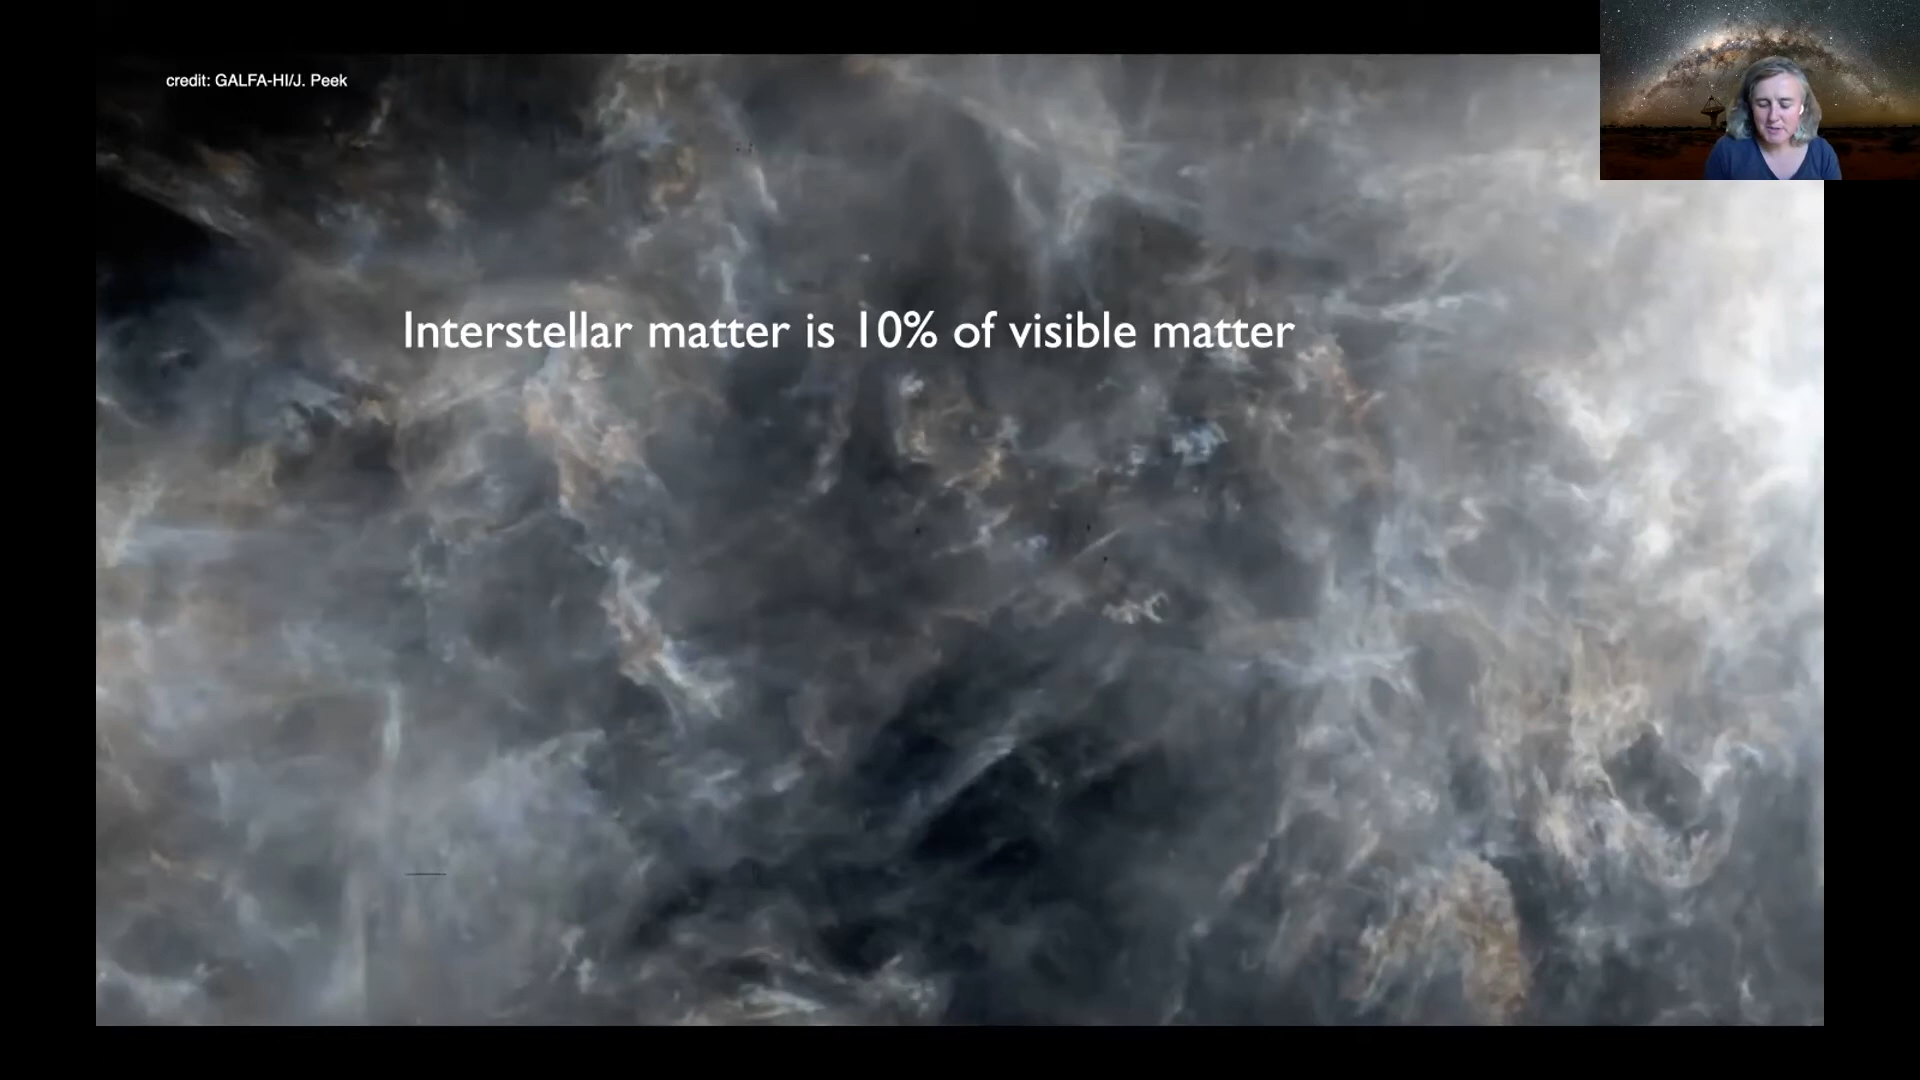 credit: GALFA-HI/J. Peek
Interstellar matter is 10% of visible matter